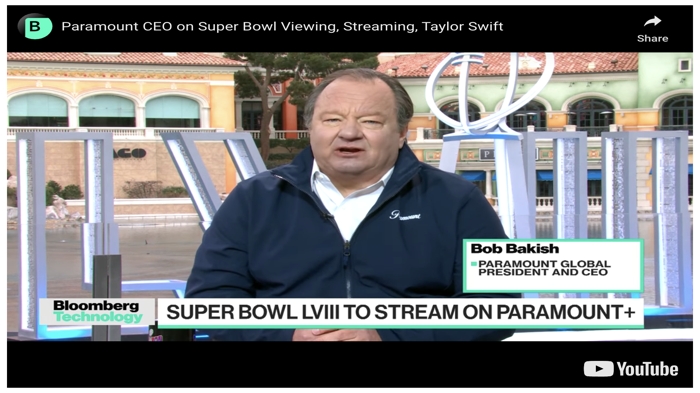 B
Paramount CEO on Super Bowl Viewing, Streaming, Taylor Swift
Share
Paramount
Bob Bakish
PARAMOUNT GLOBAL
PRESIDENT AND CEO
Bloomberg
Technology
SUPER BOWL LVIII TO STREAM ON PARAMOUNT+
YouTube